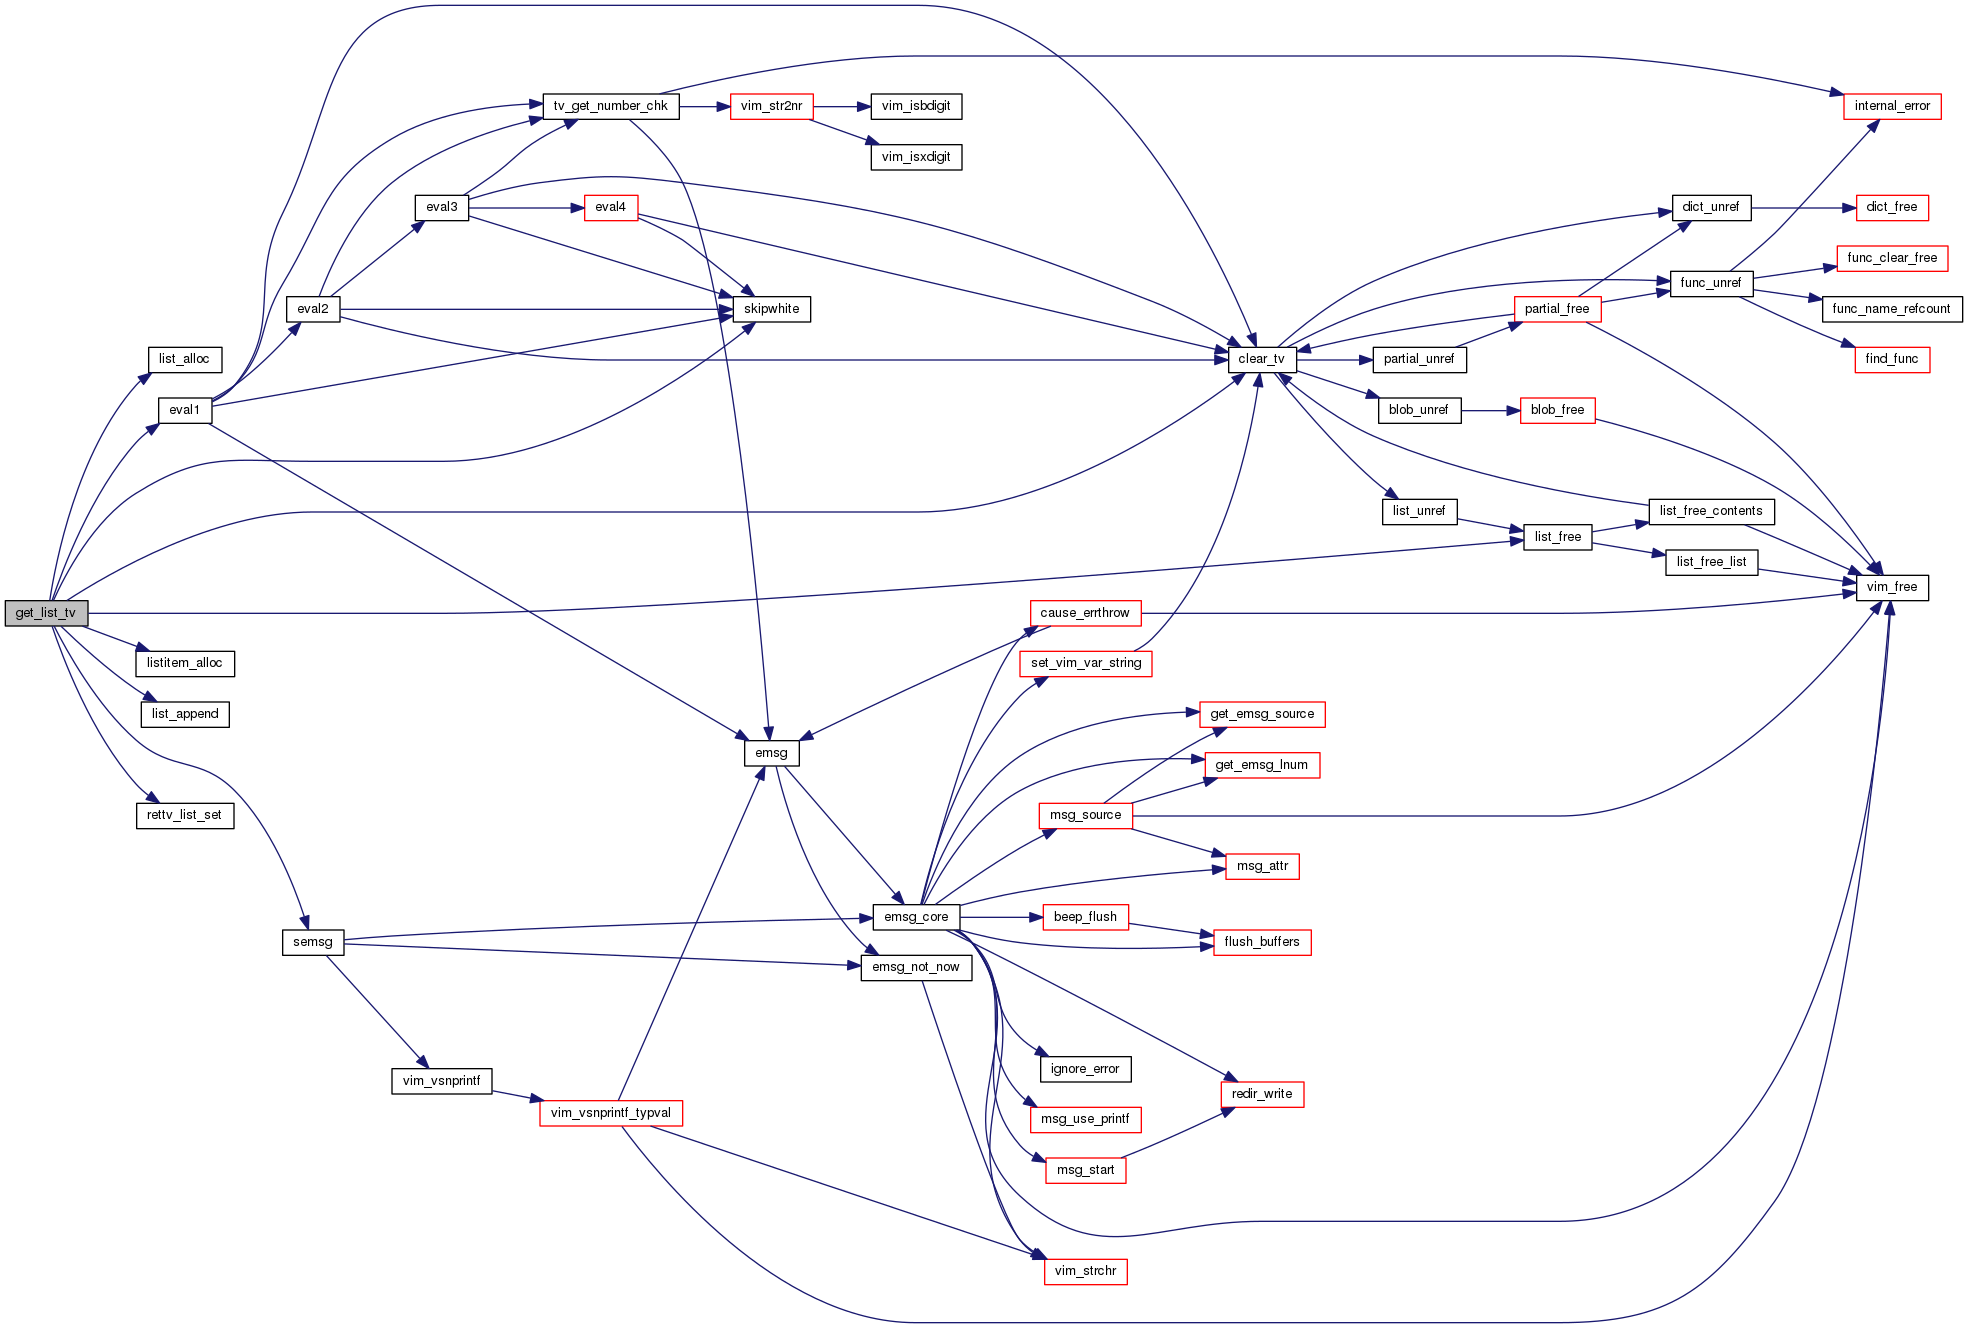 get_list_tv
list_alloc
eval1
listitem_alloc
list_append
rettv_list_set
semsg
eval2
eval3
tv_get_number_chk
eval4
vim_str2nr
vim_isbdigit
vim_isxdigit
skipwhite
emsg
vim_vsnprintf
vim_vsnprintf_typval
emsg_core
emsg_not_now
cause_errthrow
set_vim_var_string
get_emsg_source
get_emsg_lnum
msg_source
msg_attr
beep_flush
flush_buffers
ignore_error
redir_write
msg_use_printf
msg_start
vim_strchr
clear_tv
partial_unref
blob_unref
list_unref
partial_free
blob_free
list_free
dict_unref
func_unref
list_free_contents
list_free_list
internal_error
dict_free
func_clear_free
func_name_refcount
find_func
vim_free